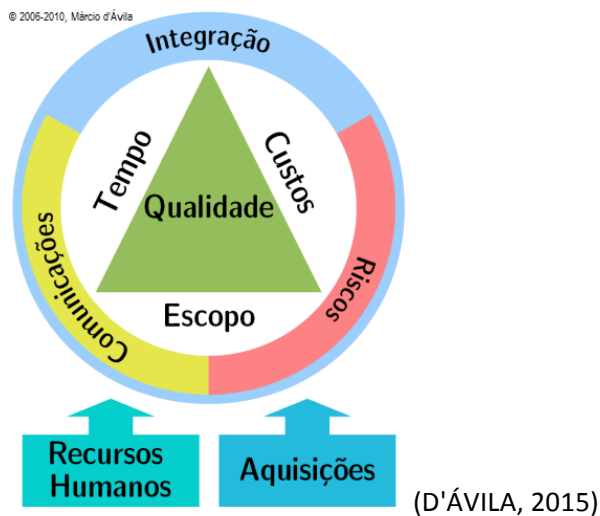 © 2006-2010, Márcio d'Ávila
Integração
Tempo
Custos
Qualidade
Comunicações
Riscos
Escopo
Recursos
Humanos
Aquisições
(D'ÁVILA, 2015)